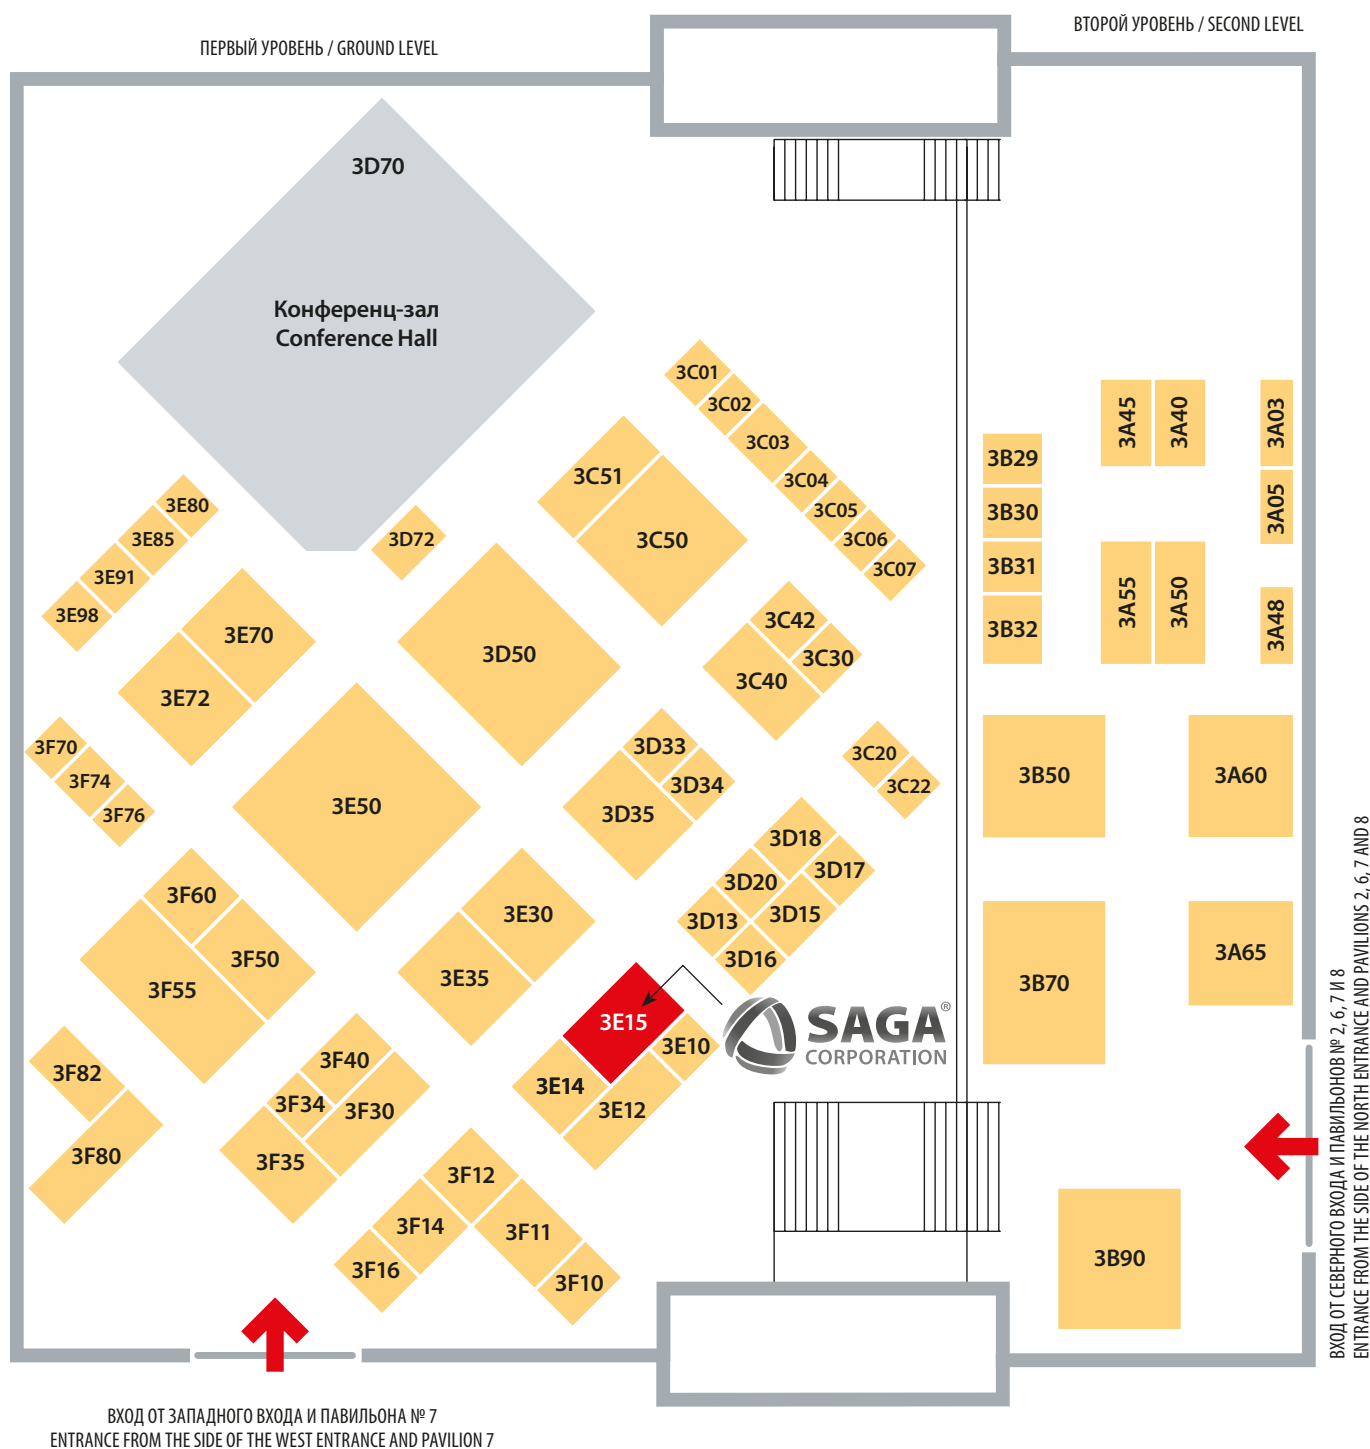 ПЕРВЫЙ УРОВЕНЬ / GROUND LEVEL
ВТОРОЙ УРОВЕНЬ / SECOND LEVEL
3D70
Конференц-зал
Conference Hall
3C01
3C02
3C03
3C04
3C05
3C06
3C07
3C51
3C50
3D72
3E80
3E85
3E91
3E98
3E70
3E72
3D50
3C42
3C30
3C40
3F70
3F74
3F76
3E50
3D33
3D34
3D35
3C20
3C22
3D18
3D17
3D20
3D15
3D13
3D16
3F60
3F50
3F55
3E30
3E35
3E15
3E10
3E14
3E12
SAGA®
CORPORATION
3F82
3F80
3F40
3F34
3F30
3F35
3F12
3F14
3F11
3F16
3F10
3B29
3B30
3B31
3B32
3A45
3A40
3A03
3A05
3A55
3A50
3A48
3B50
3A60
3B70
3A65
3B90
ВХОД ОТ СЕВЕРНОГО ВХОДА И ПАВИЛЬОНОВ № 2, 6, 7 И 8
ENTRANCE FROM THE SIDE OF THE NORTH ENTRANCE AND PAVILIONS 2, 6, 7 AND 8
ВХОД ОТ ЗАПАДНОГО ВХОДА И ПАВИЛЬОНА № 7
ENTRANCE FROM THE SIDE OF THE WEST ENTRANCE AND PAVILION 7